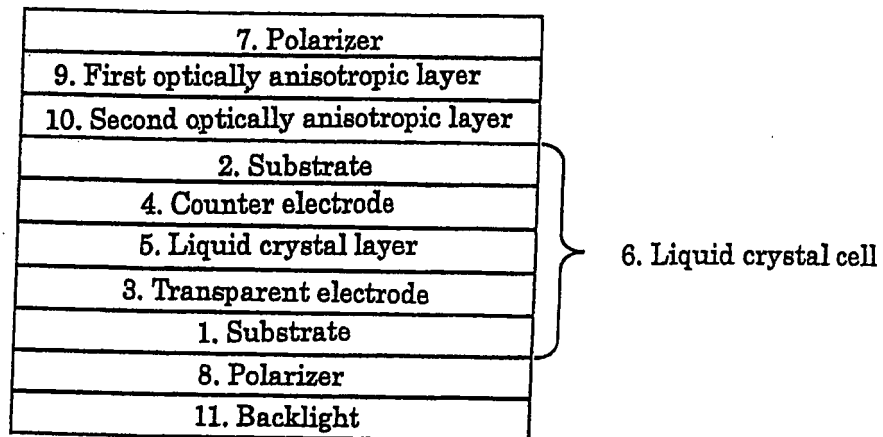 7. Polarizer
9. First optically anisotropic layer
10. Second optically anisotropic layer
2. Substrate
4. Counter electrode
5. Liquid crystal layer
6. Liquid crystal cell
3. Transparent electrode
1. Substrate
8. Polarizer
11. Backlight